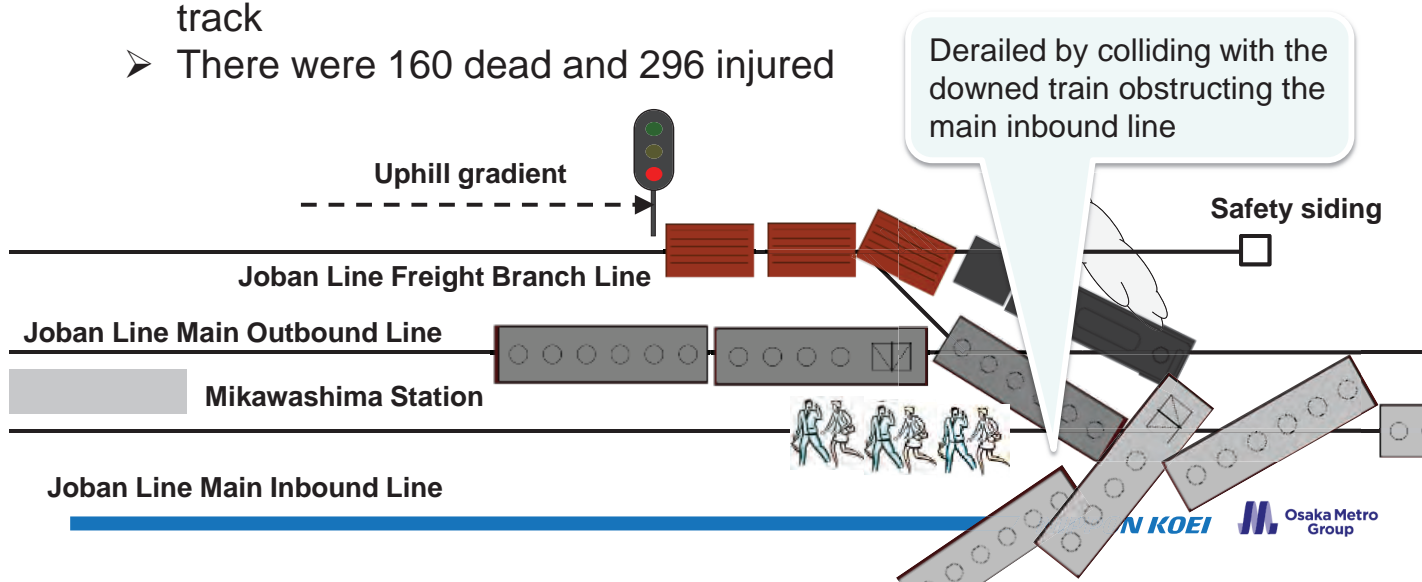 track
➢ There were 160 dead and 296 injured
Derailed by colliding with the
downed train obstructing the
main inbound line
Uphill gradient
Safety siding
Joban Line Freight Branch Line
Joban Line Main Outbound Line
Mikawashima Station
Joban Line Main Inbound Line
N KOEI
Osaka Metro
Group